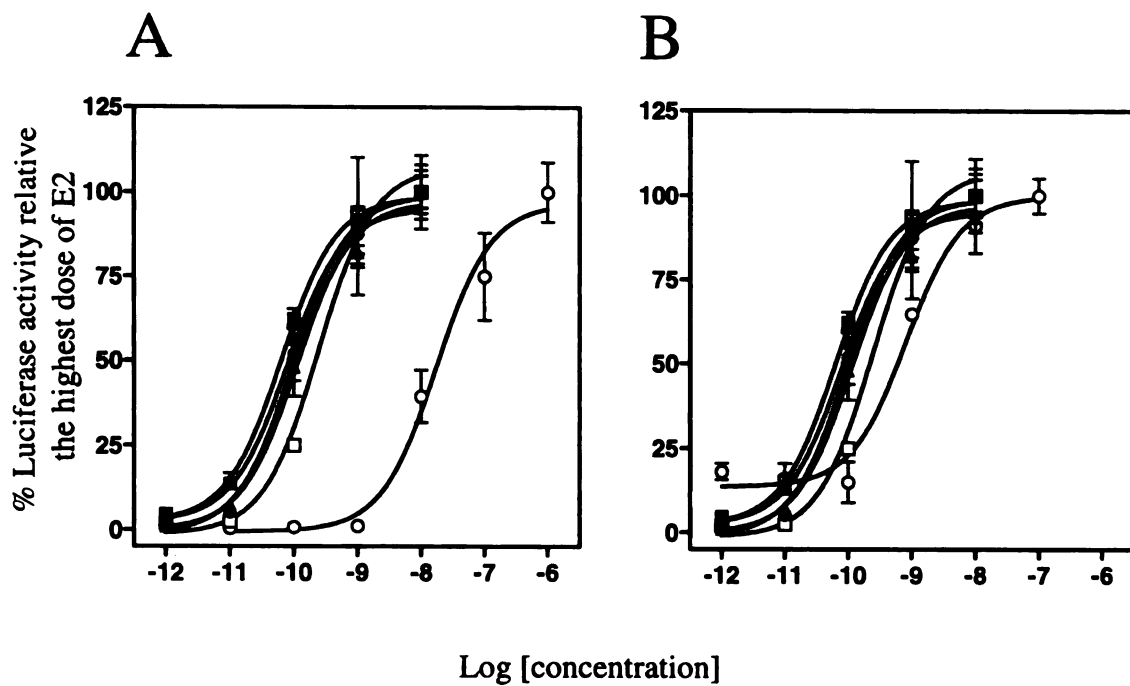 A
B
% Luciferase activity relative
the highest dose of E2
125
100
75
50
25
0
-12 -11 -10 -9 -8 -7 -6
125
100
75
50
25
0
-12 -11 -10 -9 -8 -7 -6
Log [concentration]